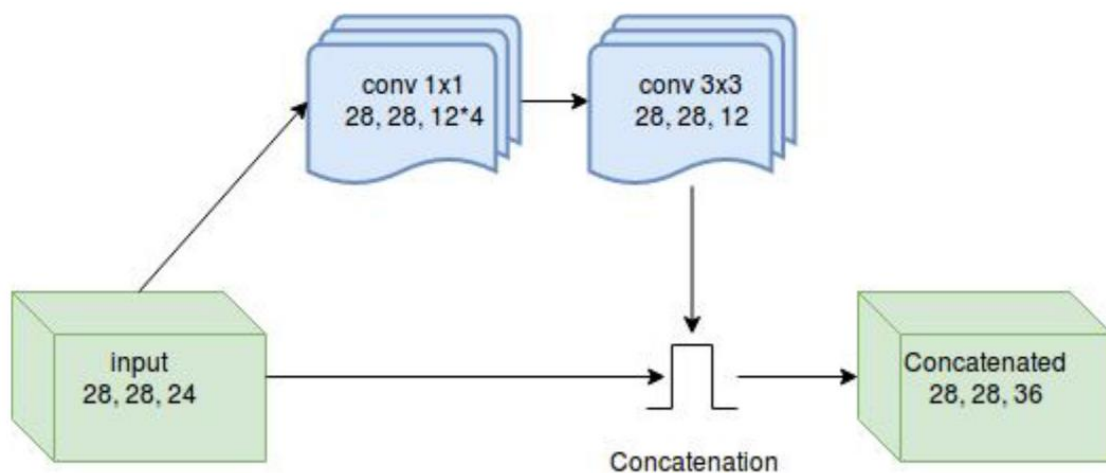 conv 1x1
28, 28, 12*4
conv 3x3
28, 28, 12
input
28, 28, 24
Concatenated
28, 28, 36
Concatenation